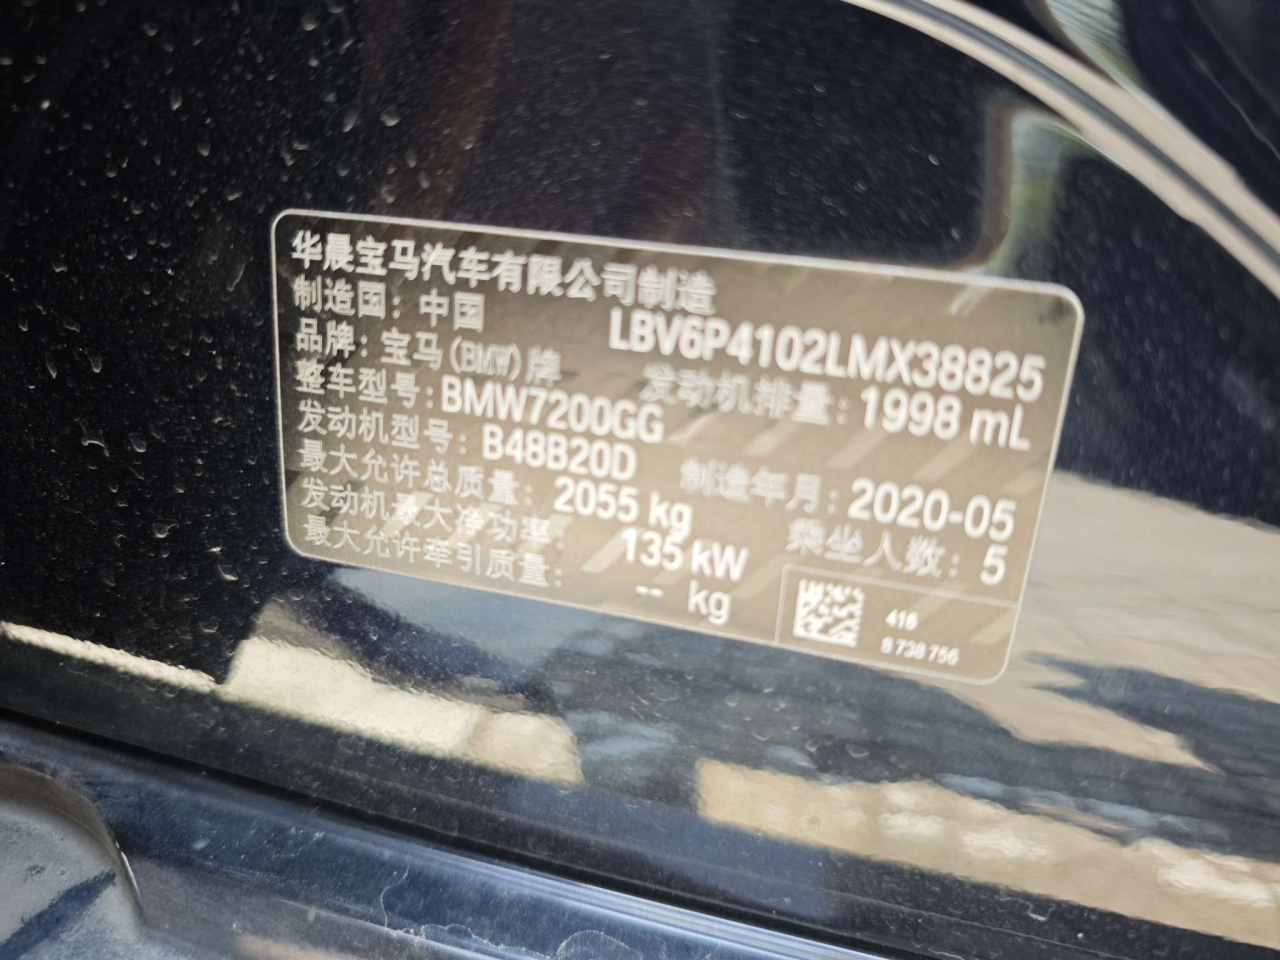 华晨宝马汽车有限公司制造
制造国：中国
LBV6P4102LMX38825
品牌：宝马(BMW)牌
发动机排量：1998 mL
整车型号：BMW7200GG
发动机型号：B48B20D
制造年月：2020-05
最大允许总质量：2055 kg
乘坐人数：5
发动机最大净功率：135 kW
最大允许牵引质量：-- kg
416
8 738 756